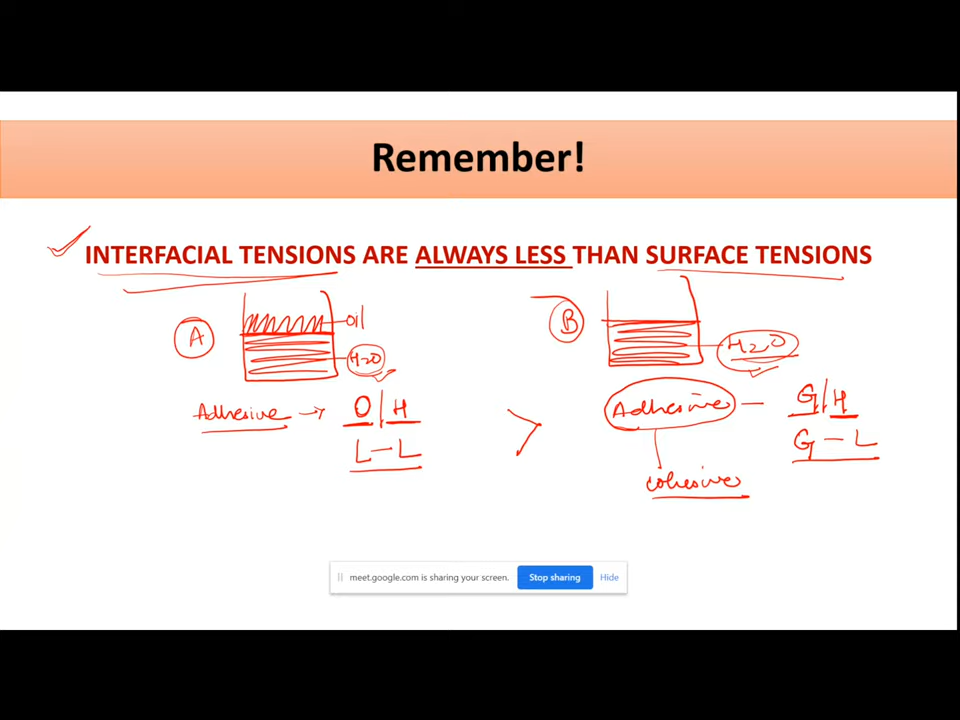 Remember!
INTERFACIAL TENSIONS ARE ALWAYS LESS THAN SURFACE TENSIONS
A
oil
H2O
B
H2O
Adhesive → O/H
L-L
>
Adhesive - G/H
G-L
cohesive
meet.google.com is sharing your screen. Stop sharing Hide